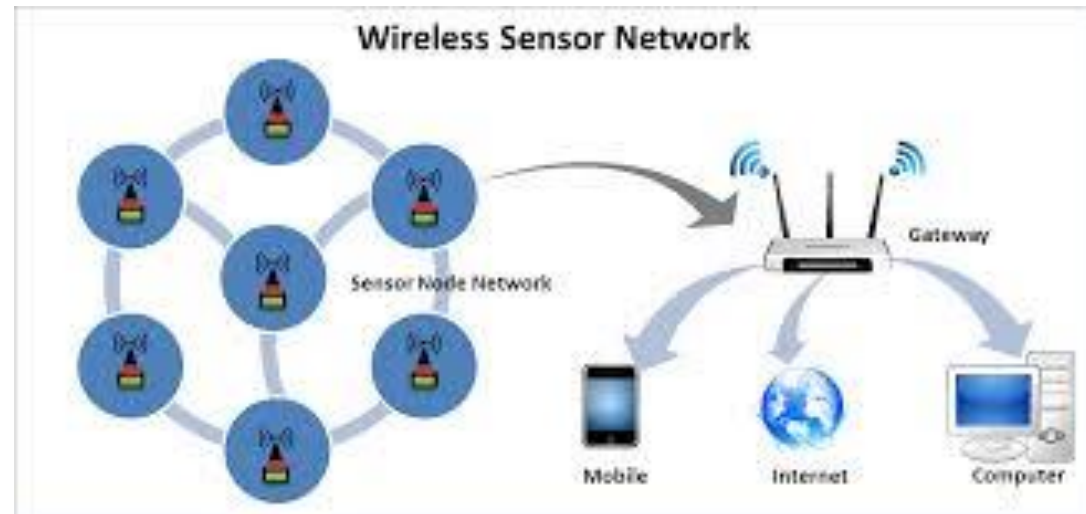 Wireless Sensor Network
Gateway
Sensor Node Network
Mobile
Internet
Computer